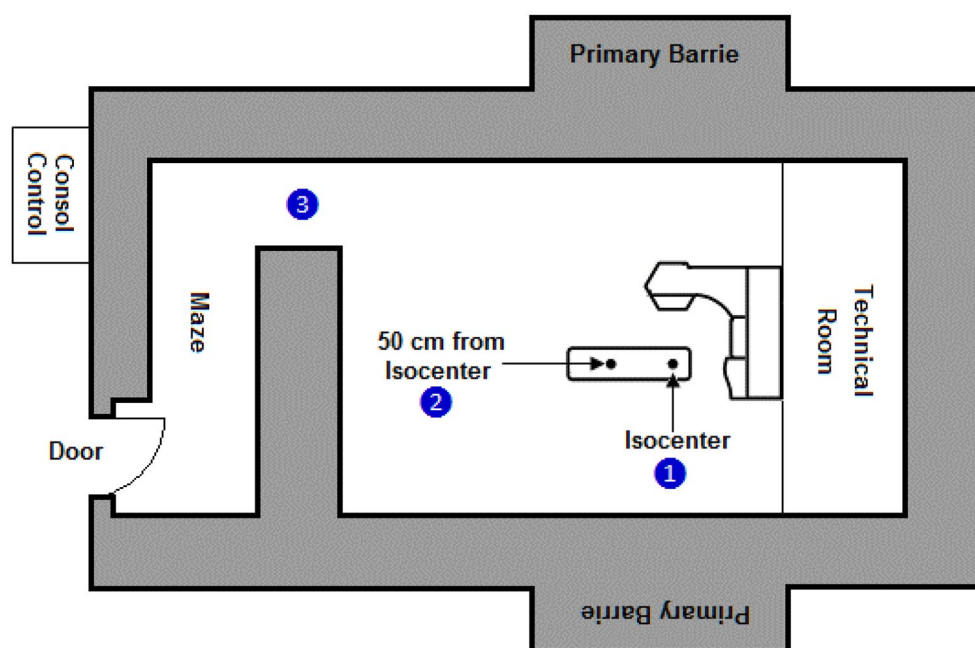 Primary Barrie
Consol
Control
3
Maze
Technical
Room
50 cm from
Isocenter
2
Isocenter
1
Door
Primary Barrie